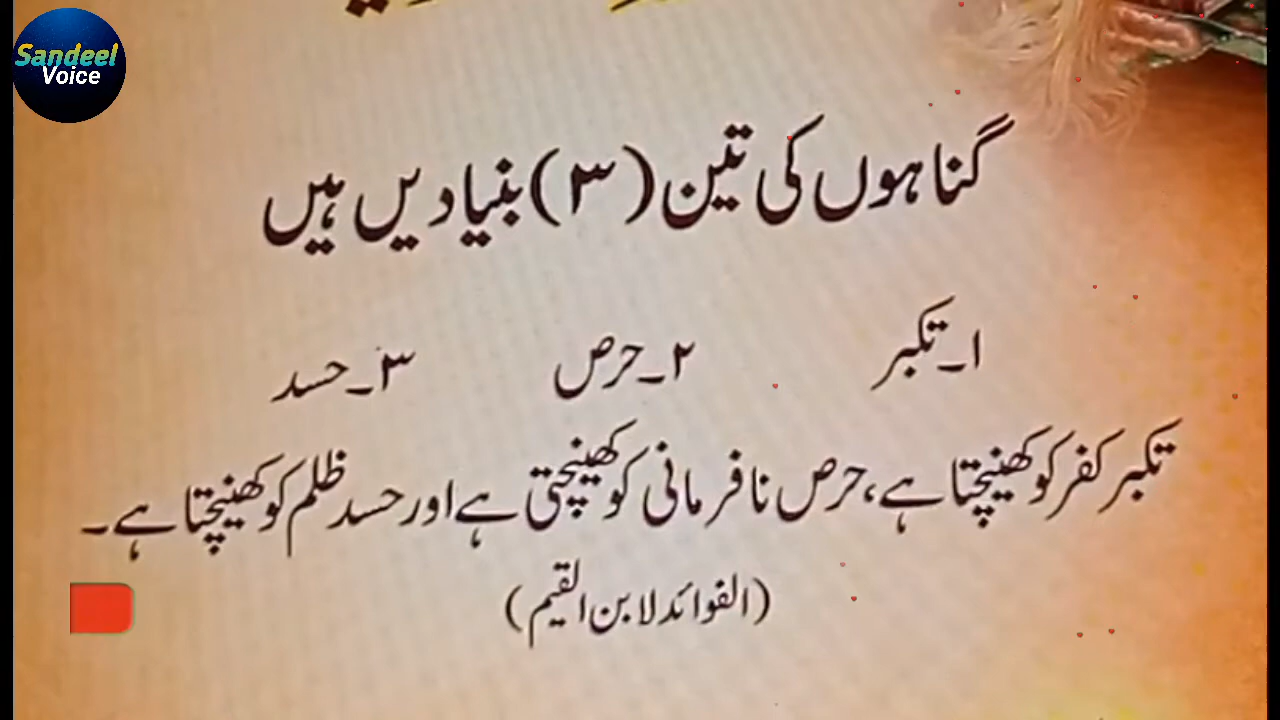 Sandeel
Voice
گناہوں کی تین (۳) بنیادیں ہیں
۱۔تکبر ۲۔حرص ۳۔حسد
تکبر کفر کو کھینچتا ہے، حرص نافرمانی کو کھینچتی ہے اور حسد ظلم کو کھینچتا ہے۔
(الفوائد لابن القیم)